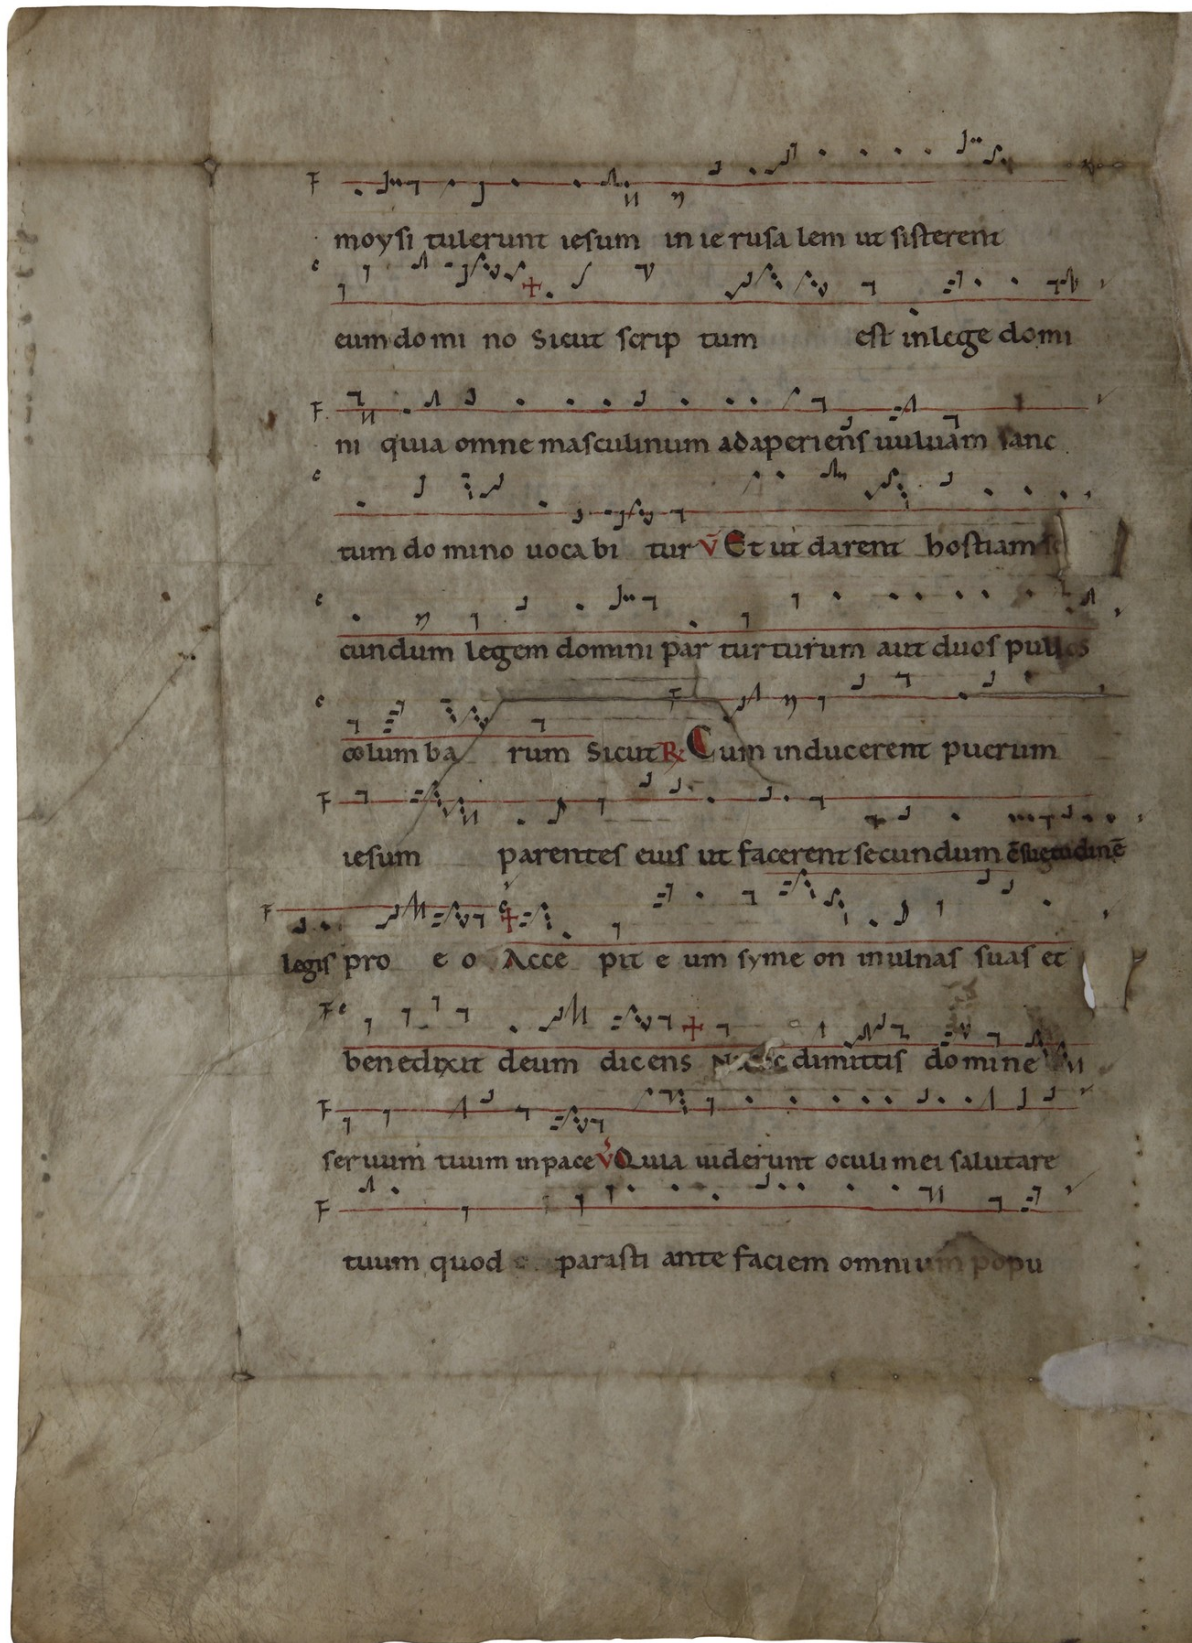 moysi tulerunt iesum in ie rusa lem ut sisterent
eum do mi no Sicut scrip tum est in lege domi
ni quia omne masculinum adaperiens uuluam sanc
tum do mino uoca bi tur V̄ Et ut darent hostiam
cundum legem domini par turturum aut duos pullos
colum ba rum Sicut R Cum inducerent puerum
iesum parentes eius ut facerent secundum
legis pro e o Acce pit e um syme on in ulnas suas et
benedixit deum dicens dimittis domine
seruum tuum in pace V Quia uiderunt oculi mei salutare
tuum quod parasti ante faciem omnium popu